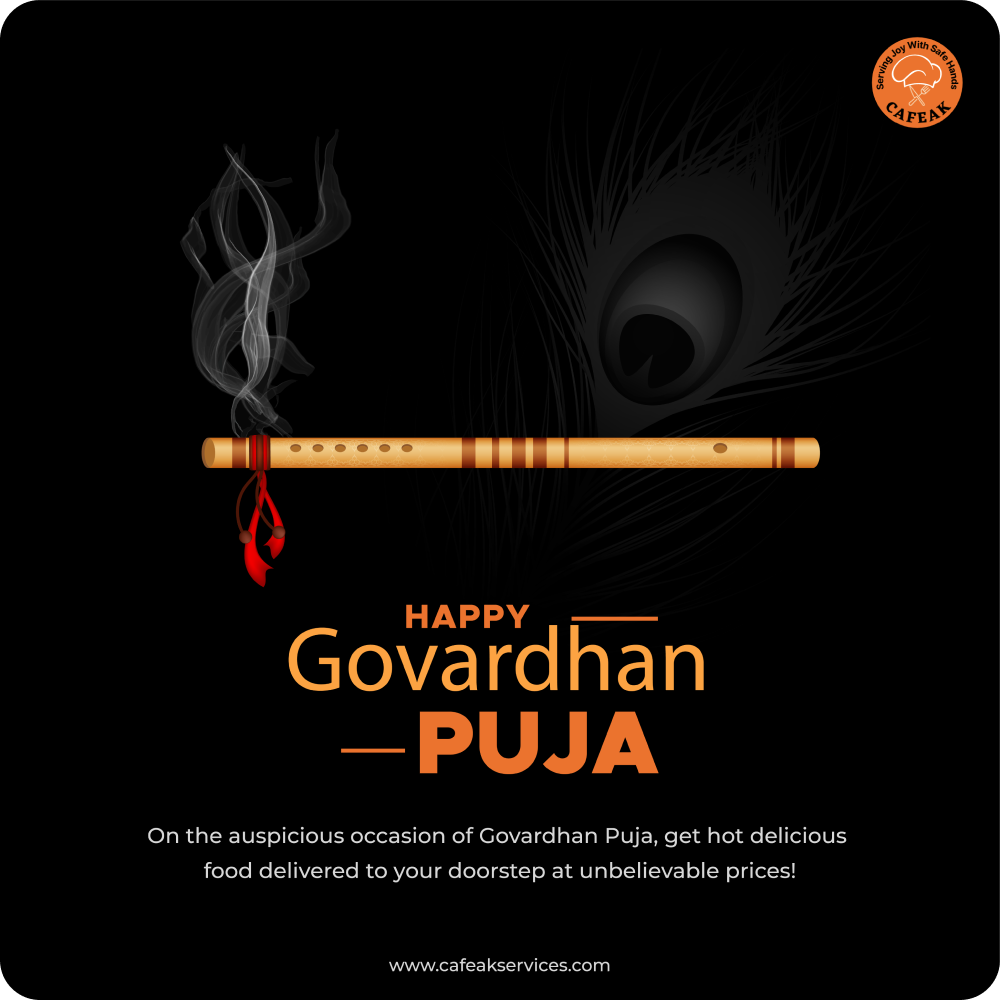 Serving Joy With Safe Hands
CAFEAK
HAPPY
Govardhan
PUJA
On the auspicious occasion of Govardhan Puja, get hot delicious
food delivered to your doorstep at unbelievable prices!
www.cafeakservices.com